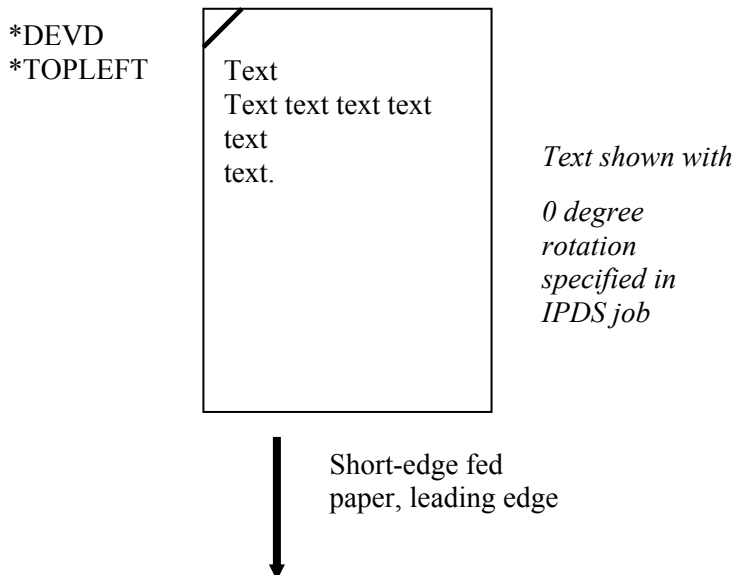 *DEVD
*TOPLEFT
Text
Text text text text
text
text.
Text shown with
0 degree
rotation
specified in
IPDS job
Short-edge fed
paper, leading edge